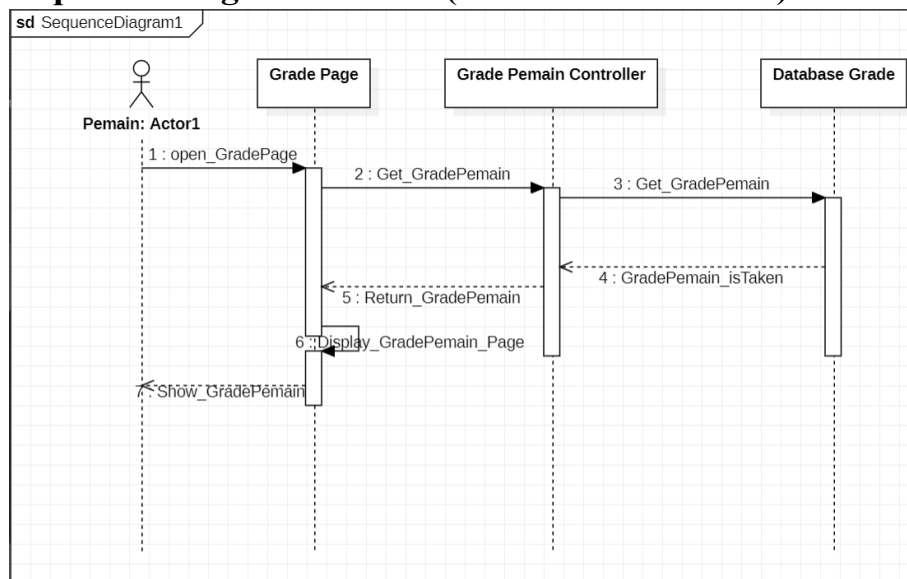 sd SequenceDiagram1
Grade Page
Grade Pemain Controller
Database Grade
Pemain: Actor1
1 : open_GradePage
2 : Get_GradePemain
3 : Get_GradePemain
4 : GradePemain_isTaken
5 : Return_GradePemain
6 : Display_GradePemain_Page
7 : Show_GradePemain